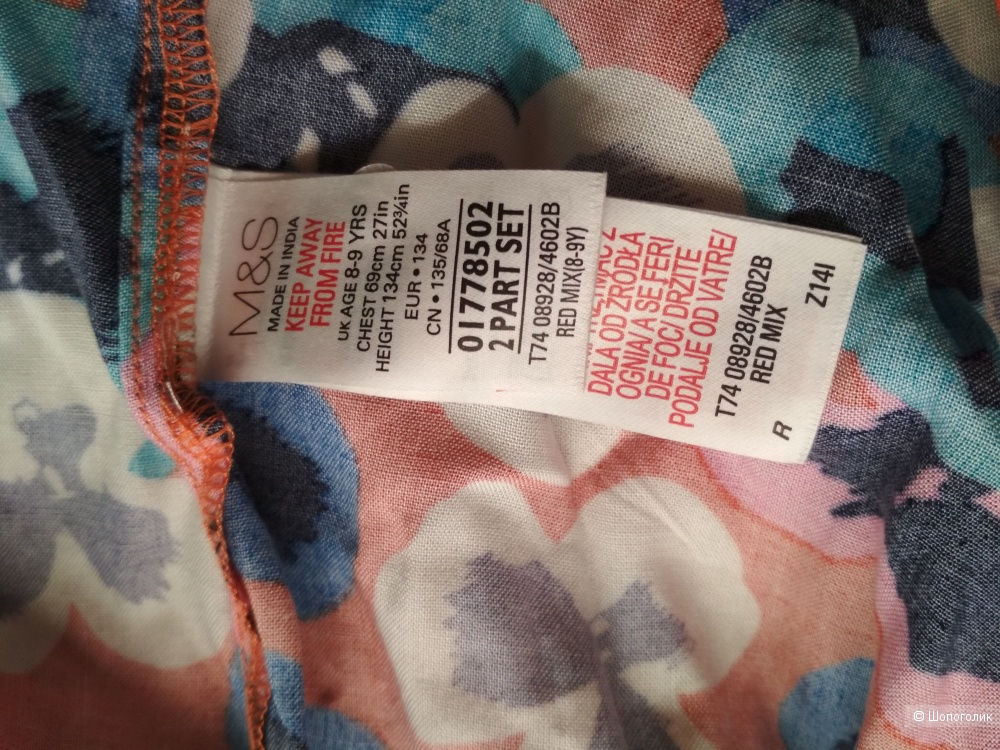 M&S
MADE IN INDIA
KEEP AWAY
FROM FIRE
UK AGE 8-9 YRS
CHEST 69cm 27in
HEIGHT 134cm 52¾in
EUR • 134
CN • 135/68A
01778502
2 PART SET
T74 08928/4602B
RED MIX(8-9Y)
DALA OD ŹRÓDŁA
OGNIA/A SE FERI
DE FOC/ DRŽITE
PODALJE OD VATRE/
T74 08928/4602B
RED MIX
R
Z14I
© Шопоголик